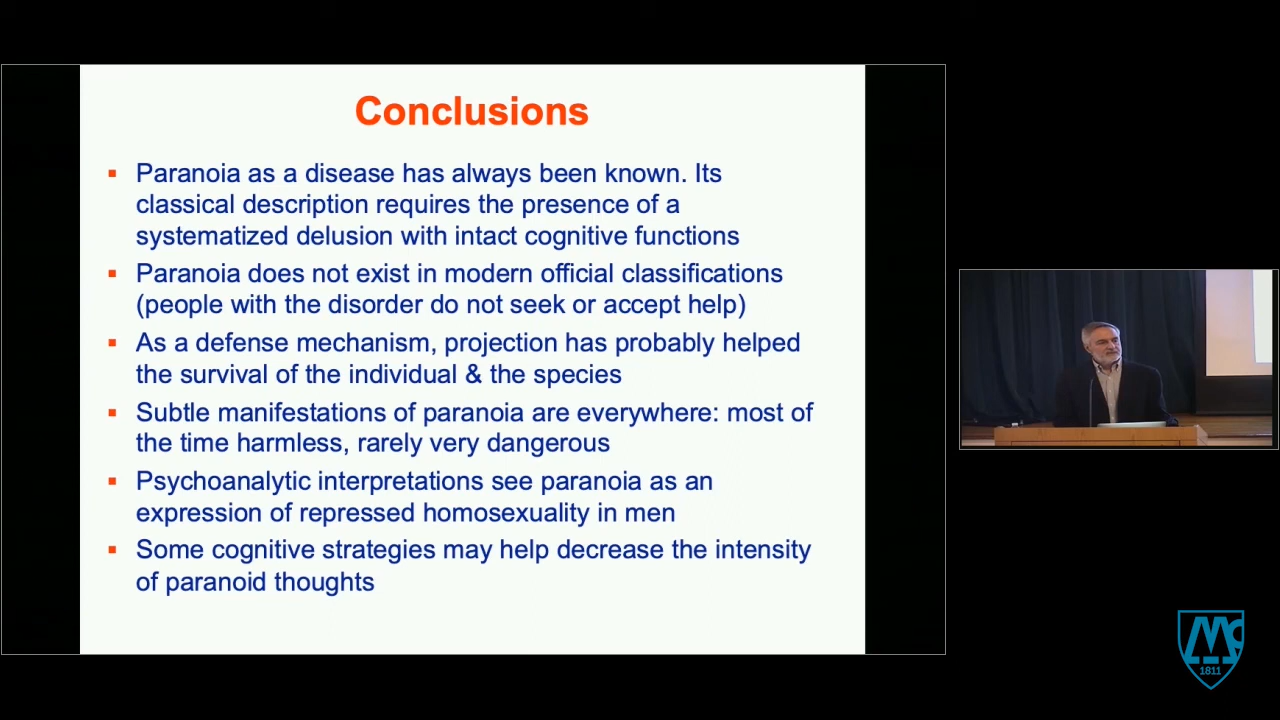 Conclusions
▪ Paranoia as a disease has always been known. Its
classical description requires the presence of a
systematized delusion with intact cognitive functions
▪ Paranoia does not exist in modern official classifications
(people with the disorder do not seek or accept help)
▪ As a defense mechanism, projection has probably helped
the survival of the individual & the species
▪ Subtle manifestations of paranoia are everywhere: most of
the time harmless, rarely very dangerous
▪ Psychoanalytic interpretations see paranoia as an
expression of repressed homosexuality in men
▪ Some cognitive strategies may help decrease the intensity
of paranoid thoughts
Mc
1811